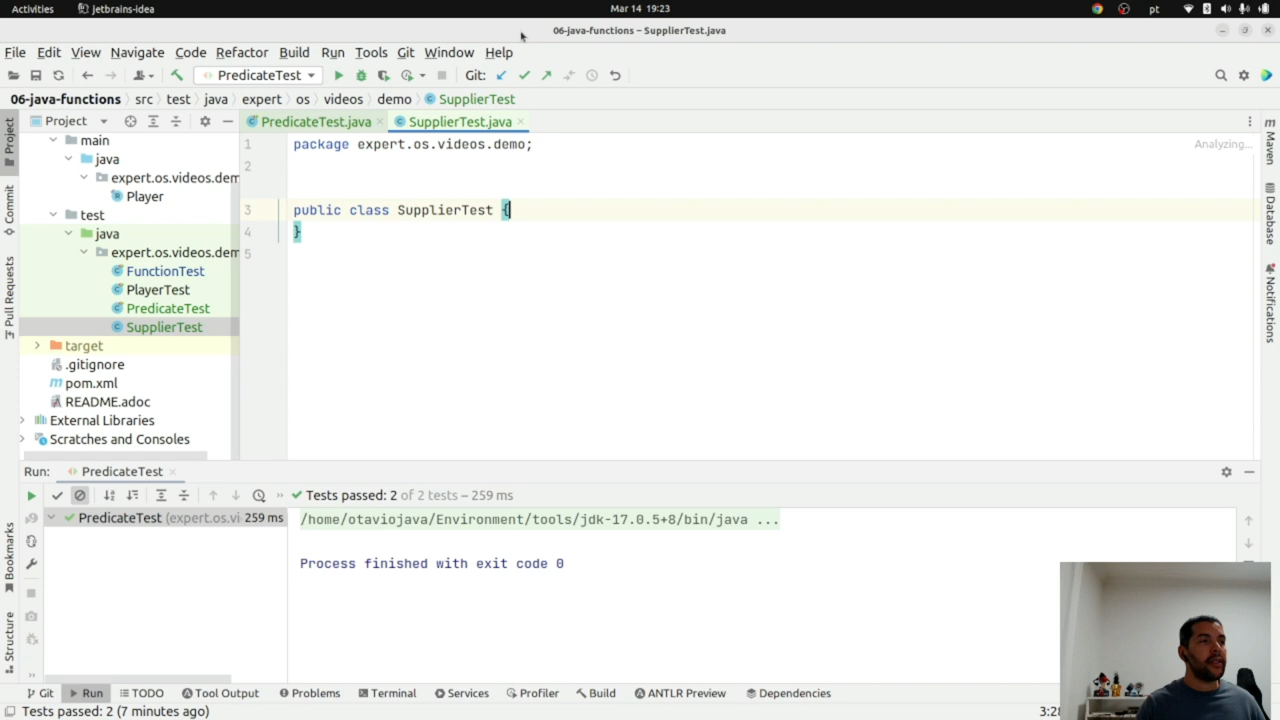 Activities
jetbrains-idea
Mar 14 19:23
pt
06-java-functions – SupplierTest.java
File Edit View Navigate Code Refactor Build Run Tools Git Window Help
PredicateTest
Git:
06-java-functions
src
test
java
expert
os
videos
demo
SupplierTest
Project
PredicateTest.java
SupplierTest.java
Project
Commit
Pull Requests
Bookmarks
Structure
main
java
expert.os.videos.dem
Player
test
java
expert.os.videos.dem
FunctionTest
PlayerTest
PredicateTest
SupplierTest
target
.gitignore
pom.xml
README.adoc
External Libraries
Scratches and Consoles
1 package expert.os.videos.demo;
2
3 public class SupplierTest {
4 }
5
Analyzing...
Maven
Database
Notifications
Run: PredicateTest
Tests passed: 2 of 2 tests – 259 ms
PredicateTest (expert.os.vi 259 ms
/home/otaviojava/Environment/tools/jdk-17.0.5+8/bin/java ...
Process finished with exit code 0
Git Run TODO Tool Output Problems Terminal Services Profiler Build ANTLR Preview Dependencies
Tests passed: 2 (7 minutes ago)
3:28